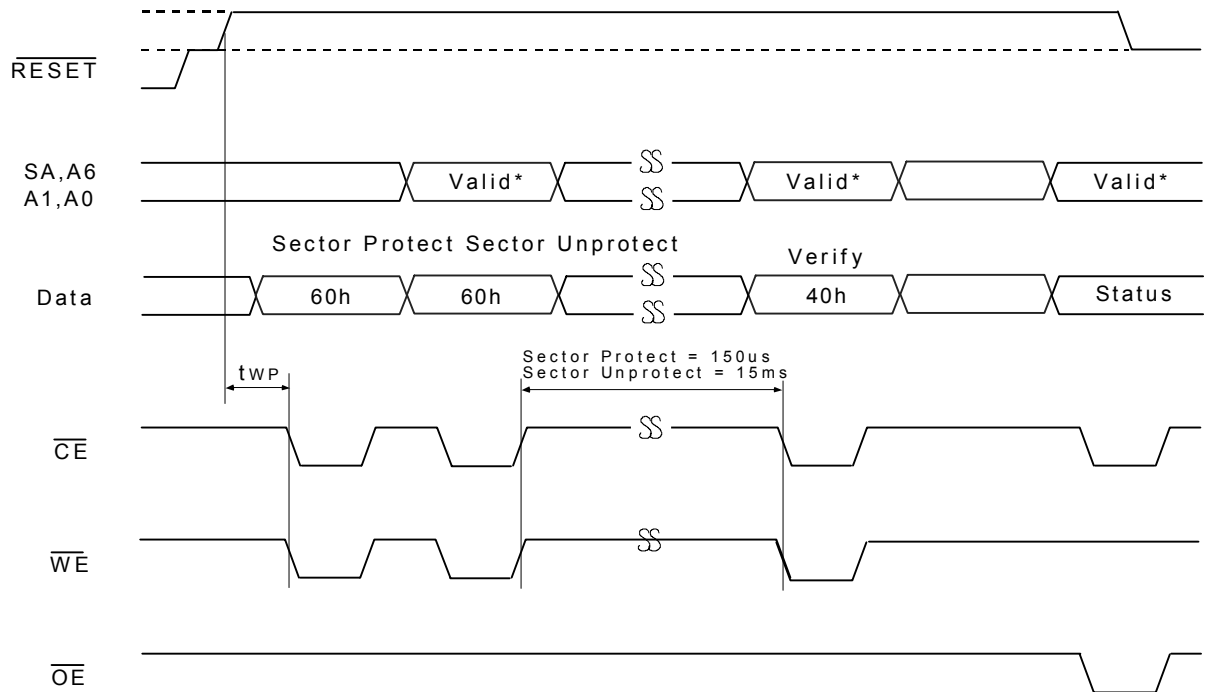 RESET
SA,A6
A1,A0
Valid*
Valid*
Valid*
Sector Protect Sector Unprotect
Verify
Data
60h
60h
40h
Status
tWP
Sector Protect = 150us
Sector Unprotect = 15ms
CE
WE
OE